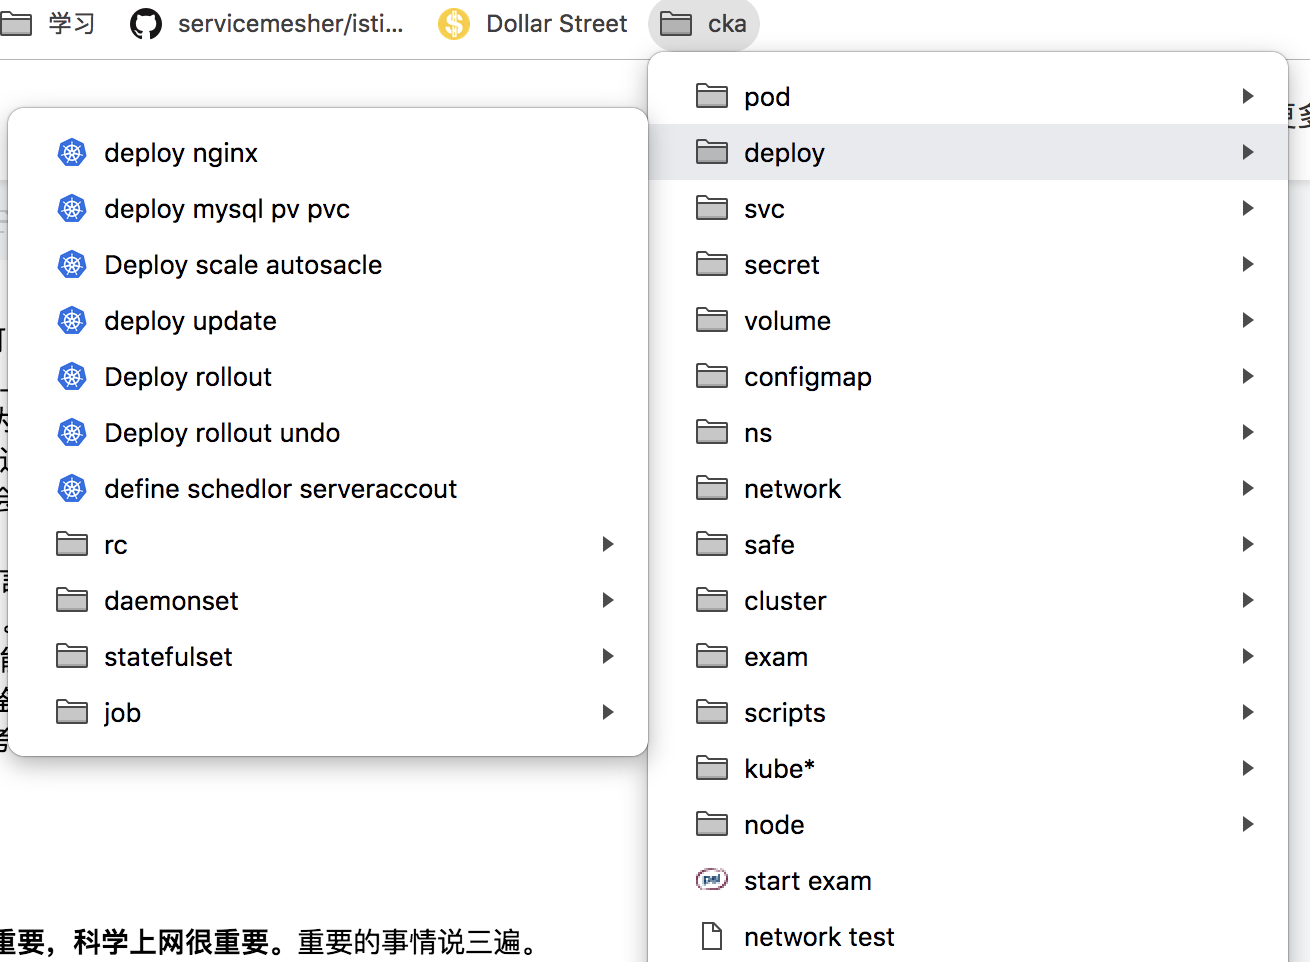 学习
servicemesher/isti...
Dollar Street
cka
pod
deploy
svc
secret
volume
configmap
ns
network
safe
cluster
exam
scripts
kube*
node
psi start exam
network test
deploy nginx
deploy mysql pv pvc
Deploy scale autosacle
deploy update
Deploy rollout
Deploy rollout undo
define schedlor serveraccout
rc
daemonset
statefulset
job
重要，科学上网很重要。重要的事情说三遍。